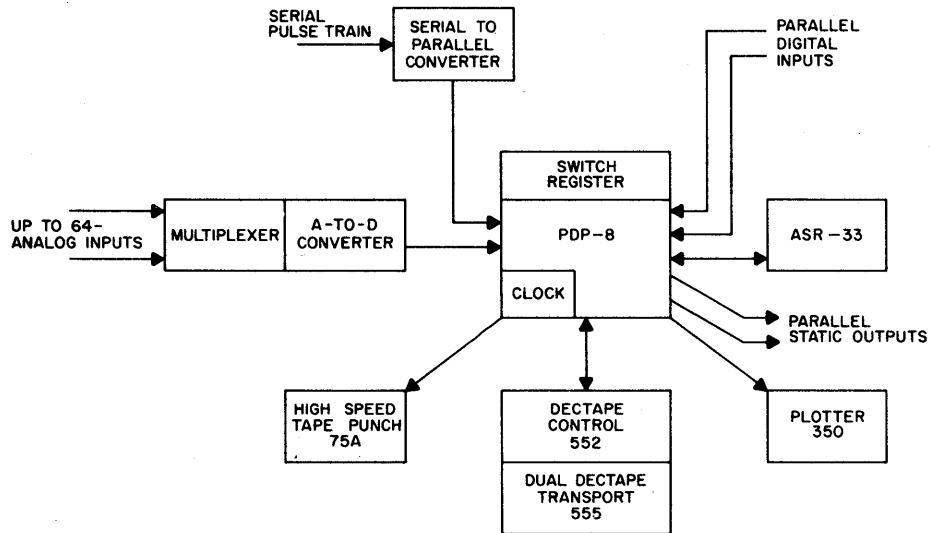 SERIAL
PULSE TRAIN
SERIAL TO
PARALLEL
CONVERTER
PARALLEL
DIGITAL
INPUTS
SWITCH
REGISTER
UP TO 64-
ANALOG INPUTS
MULTIPLEXER
A-TO-D
CONVERTER
PDP-8
ASR-33
CLOCK
PARALLEL
STATIC OUTPUTS
HIGH SPEED
TAPE PUNCH
75A
DECTAPE
CONTROL
552
PLOTTER
350
DUAL DECTAPE
TRANSPORT
555